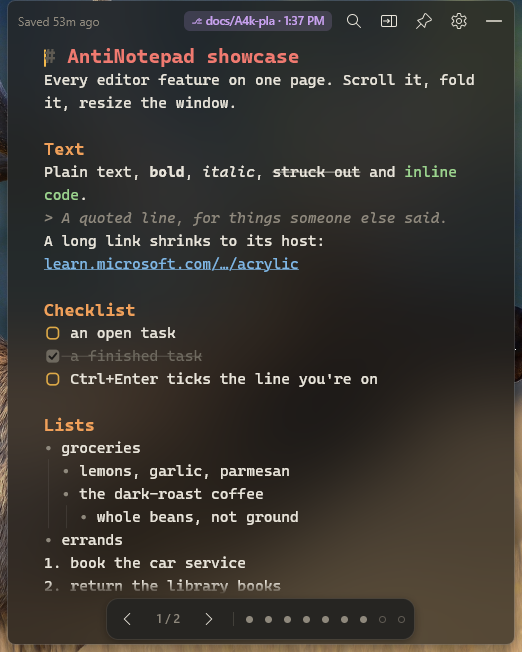 Saved 53m ago
docs/A4k-pla · 1:37 PM
# AntiNotepad showcase
Every editor feature on one page. Scroll it, fold
it, resize the window.
Text
Plain text, bold, italic, struck out and inline
code.
> A quoted line, for things someone else said.
A long link shrinks to its host:
learn.microsoft.com/…/acrylic
Checklist
an open task
a finished task
Ctrl+Enter ticks the line you're on
Lists
• groceries
• lemons, garlic, parmesan
• the dark-roast coffee
• whole beans, not ground
• errands
1. book the car service
2. return the library books
1 / 2